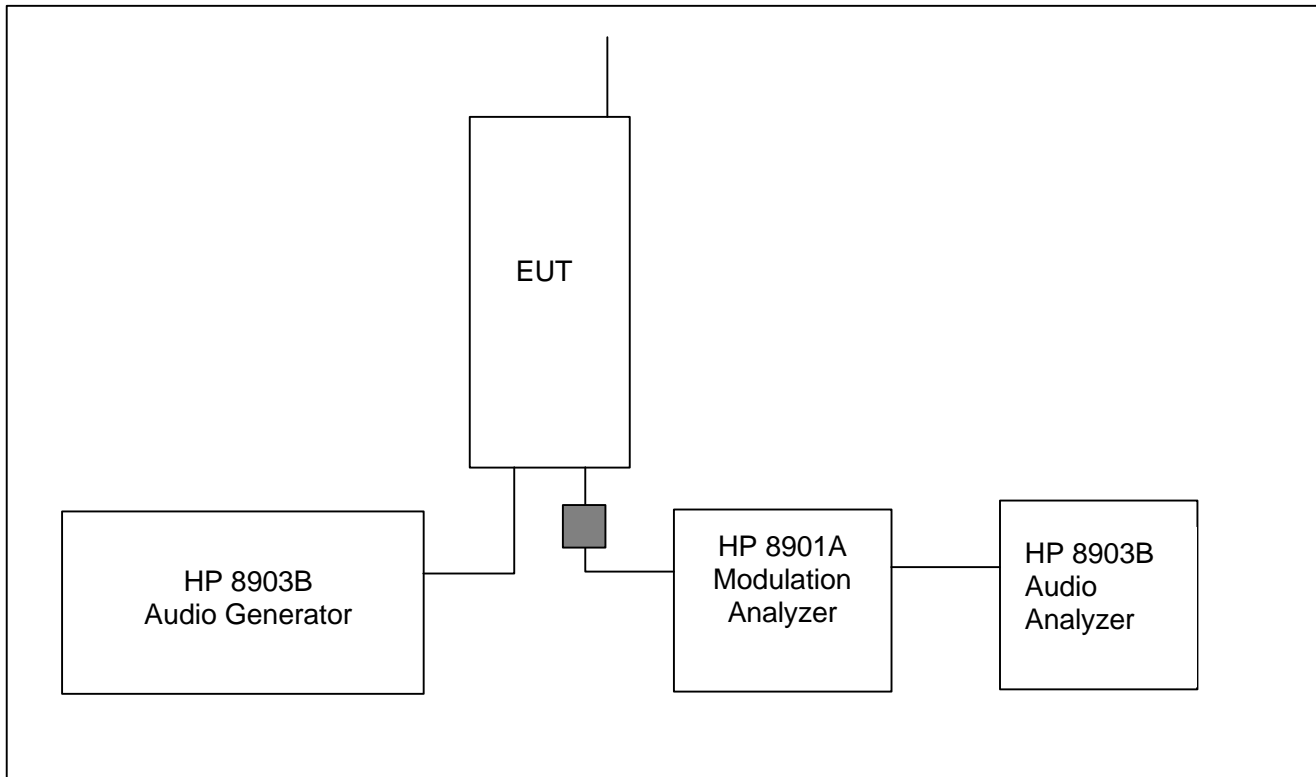 EUT
HP 8903B
Audio Generator
HP 8901A
Modulation
Analyzer
HP 8903B
Audio
Analyzer